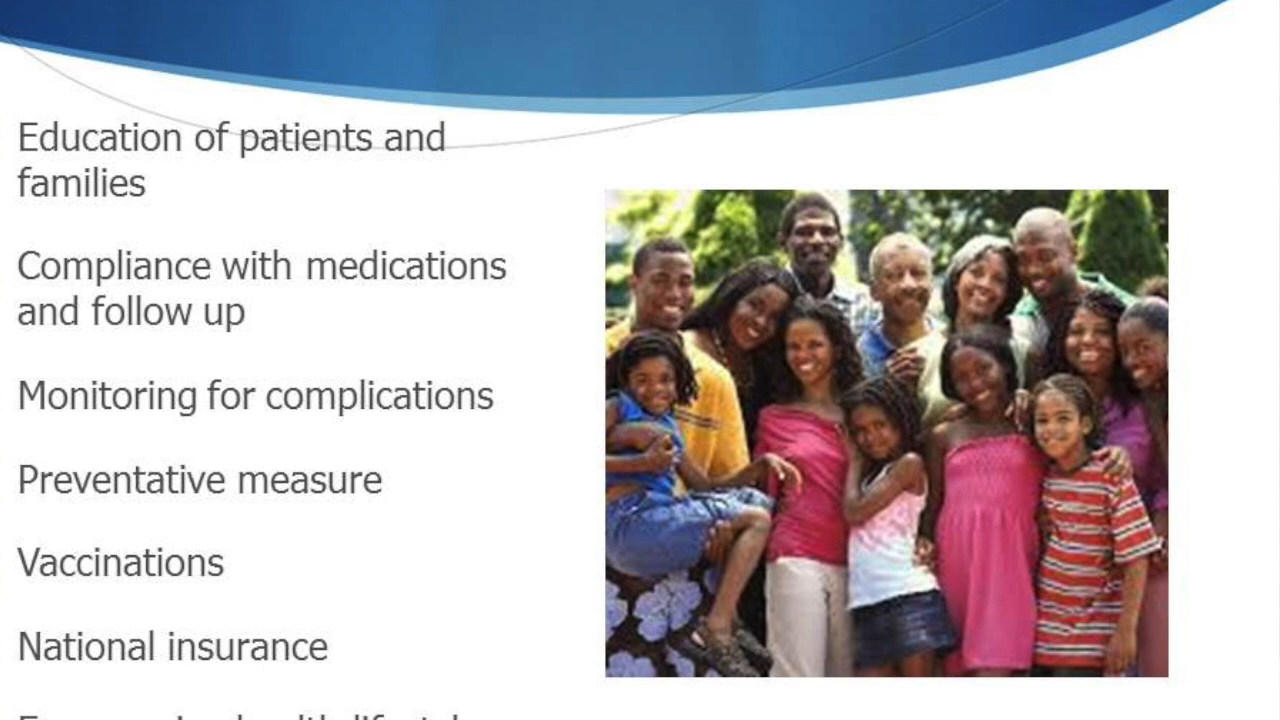 Education of patients and
families
Compliance with medications
and follow up
Monitoring for complications
Preventative measure
Vaccinations
National insurance